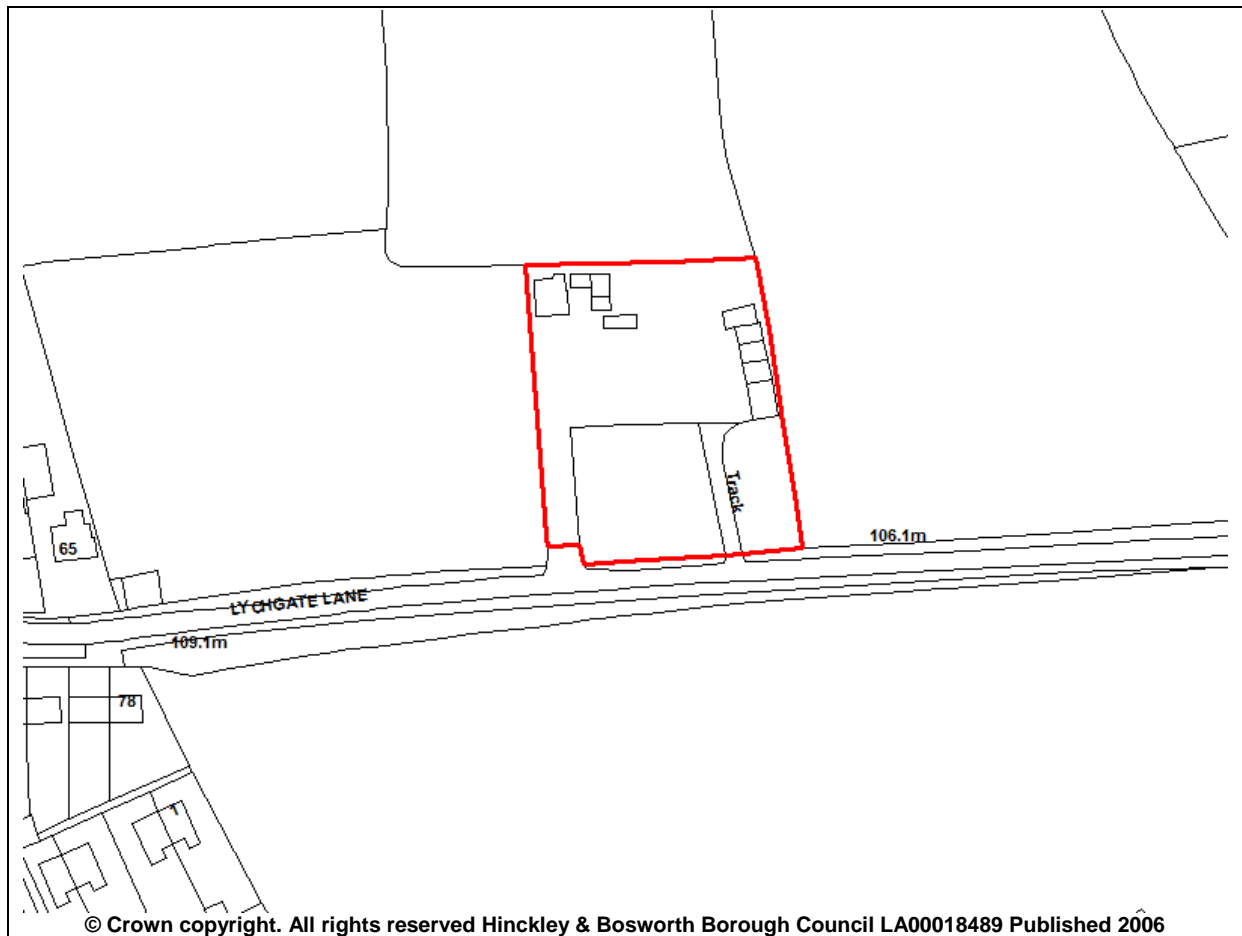 Track
106.1m
65
LYCHGATE LANE
109.1m
78
1
© Crown copyright. All rights reserved Hinckley & Bosworth Borough Council LA00018489 Published 2006